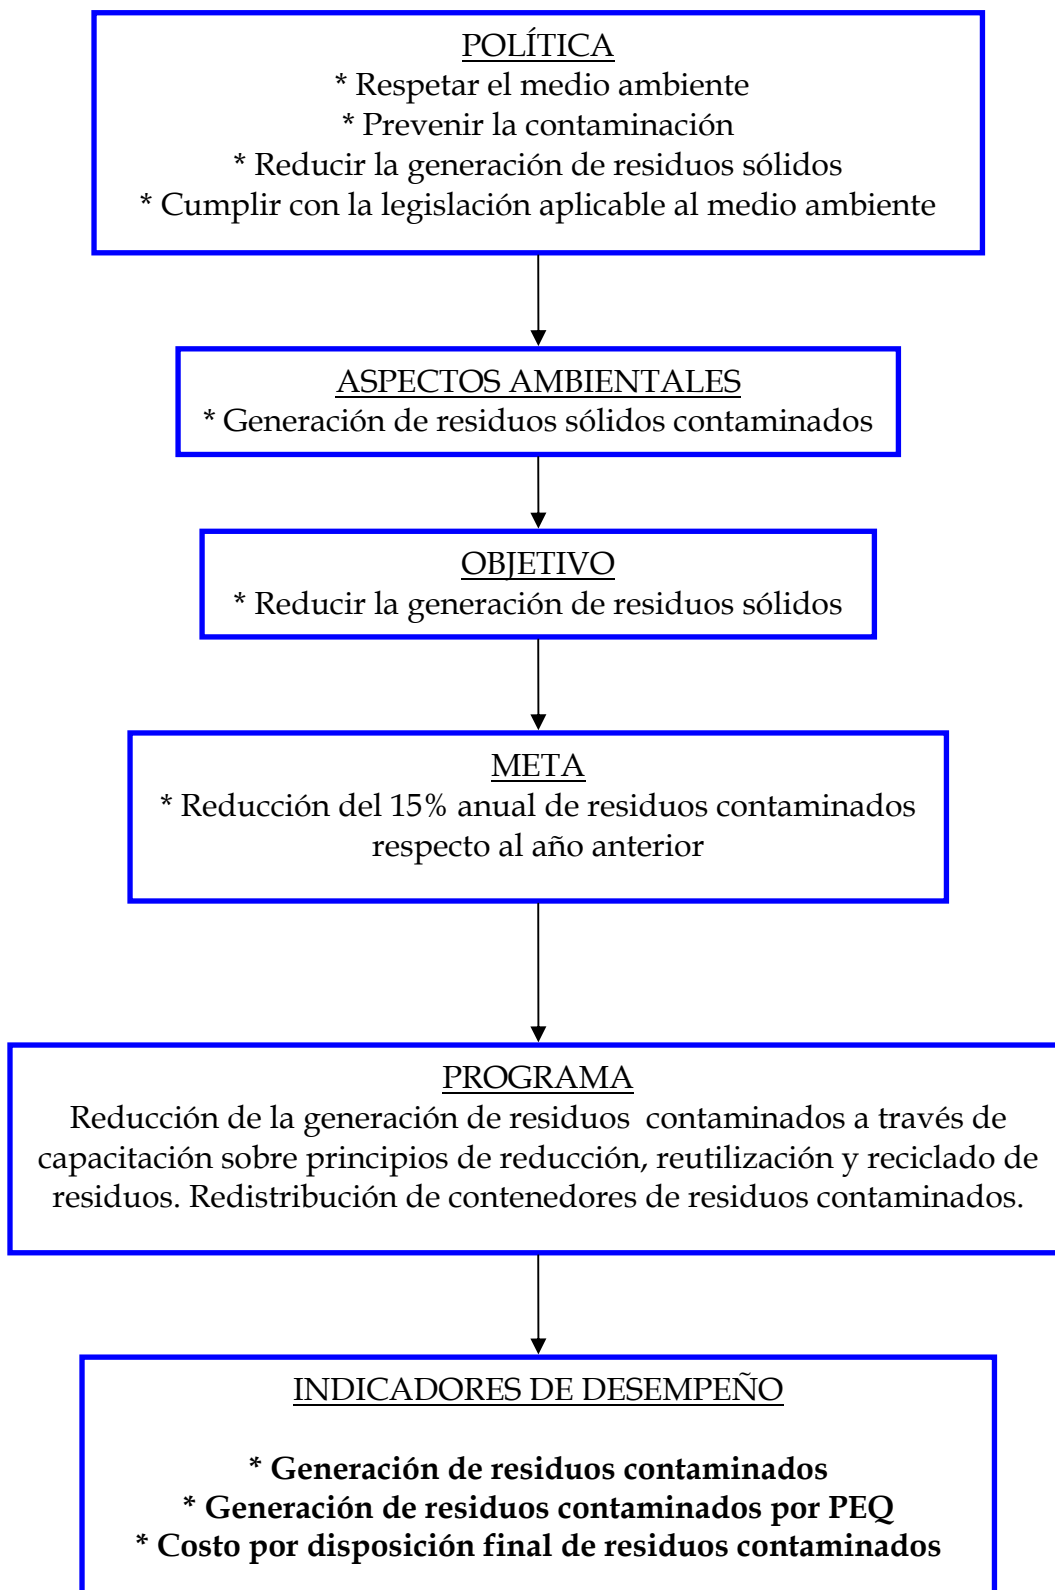 POLÍTICA
* Respetar el medio ambiente
* Prevenir la contaminación
* Reducir la generación de residuos sólidos
* Cumplir con la legislación aplicable al medio ambiente
ASPECTOS AMBIENTALES
* Generación de residuos sólidos contaminados
OBJETIVO
* Reducir la generación de residuos sólidos
META
* Reducción del 15% anual de residuos contaminados
respecto al año anterior
PROGRAMA
Reducción de la generación de residuos  contaminados a través de
capacitación sobre principios de reducción, reutilización y reciclado de
residuos. Redistribución de contenedores de residuos contaminados.
INDICADORES DE DESEMPEÑO
* Generación de residuos contaminados
* Generación de residuos contaminados por PEQ
* Costo por disposición final de residuos contaminados